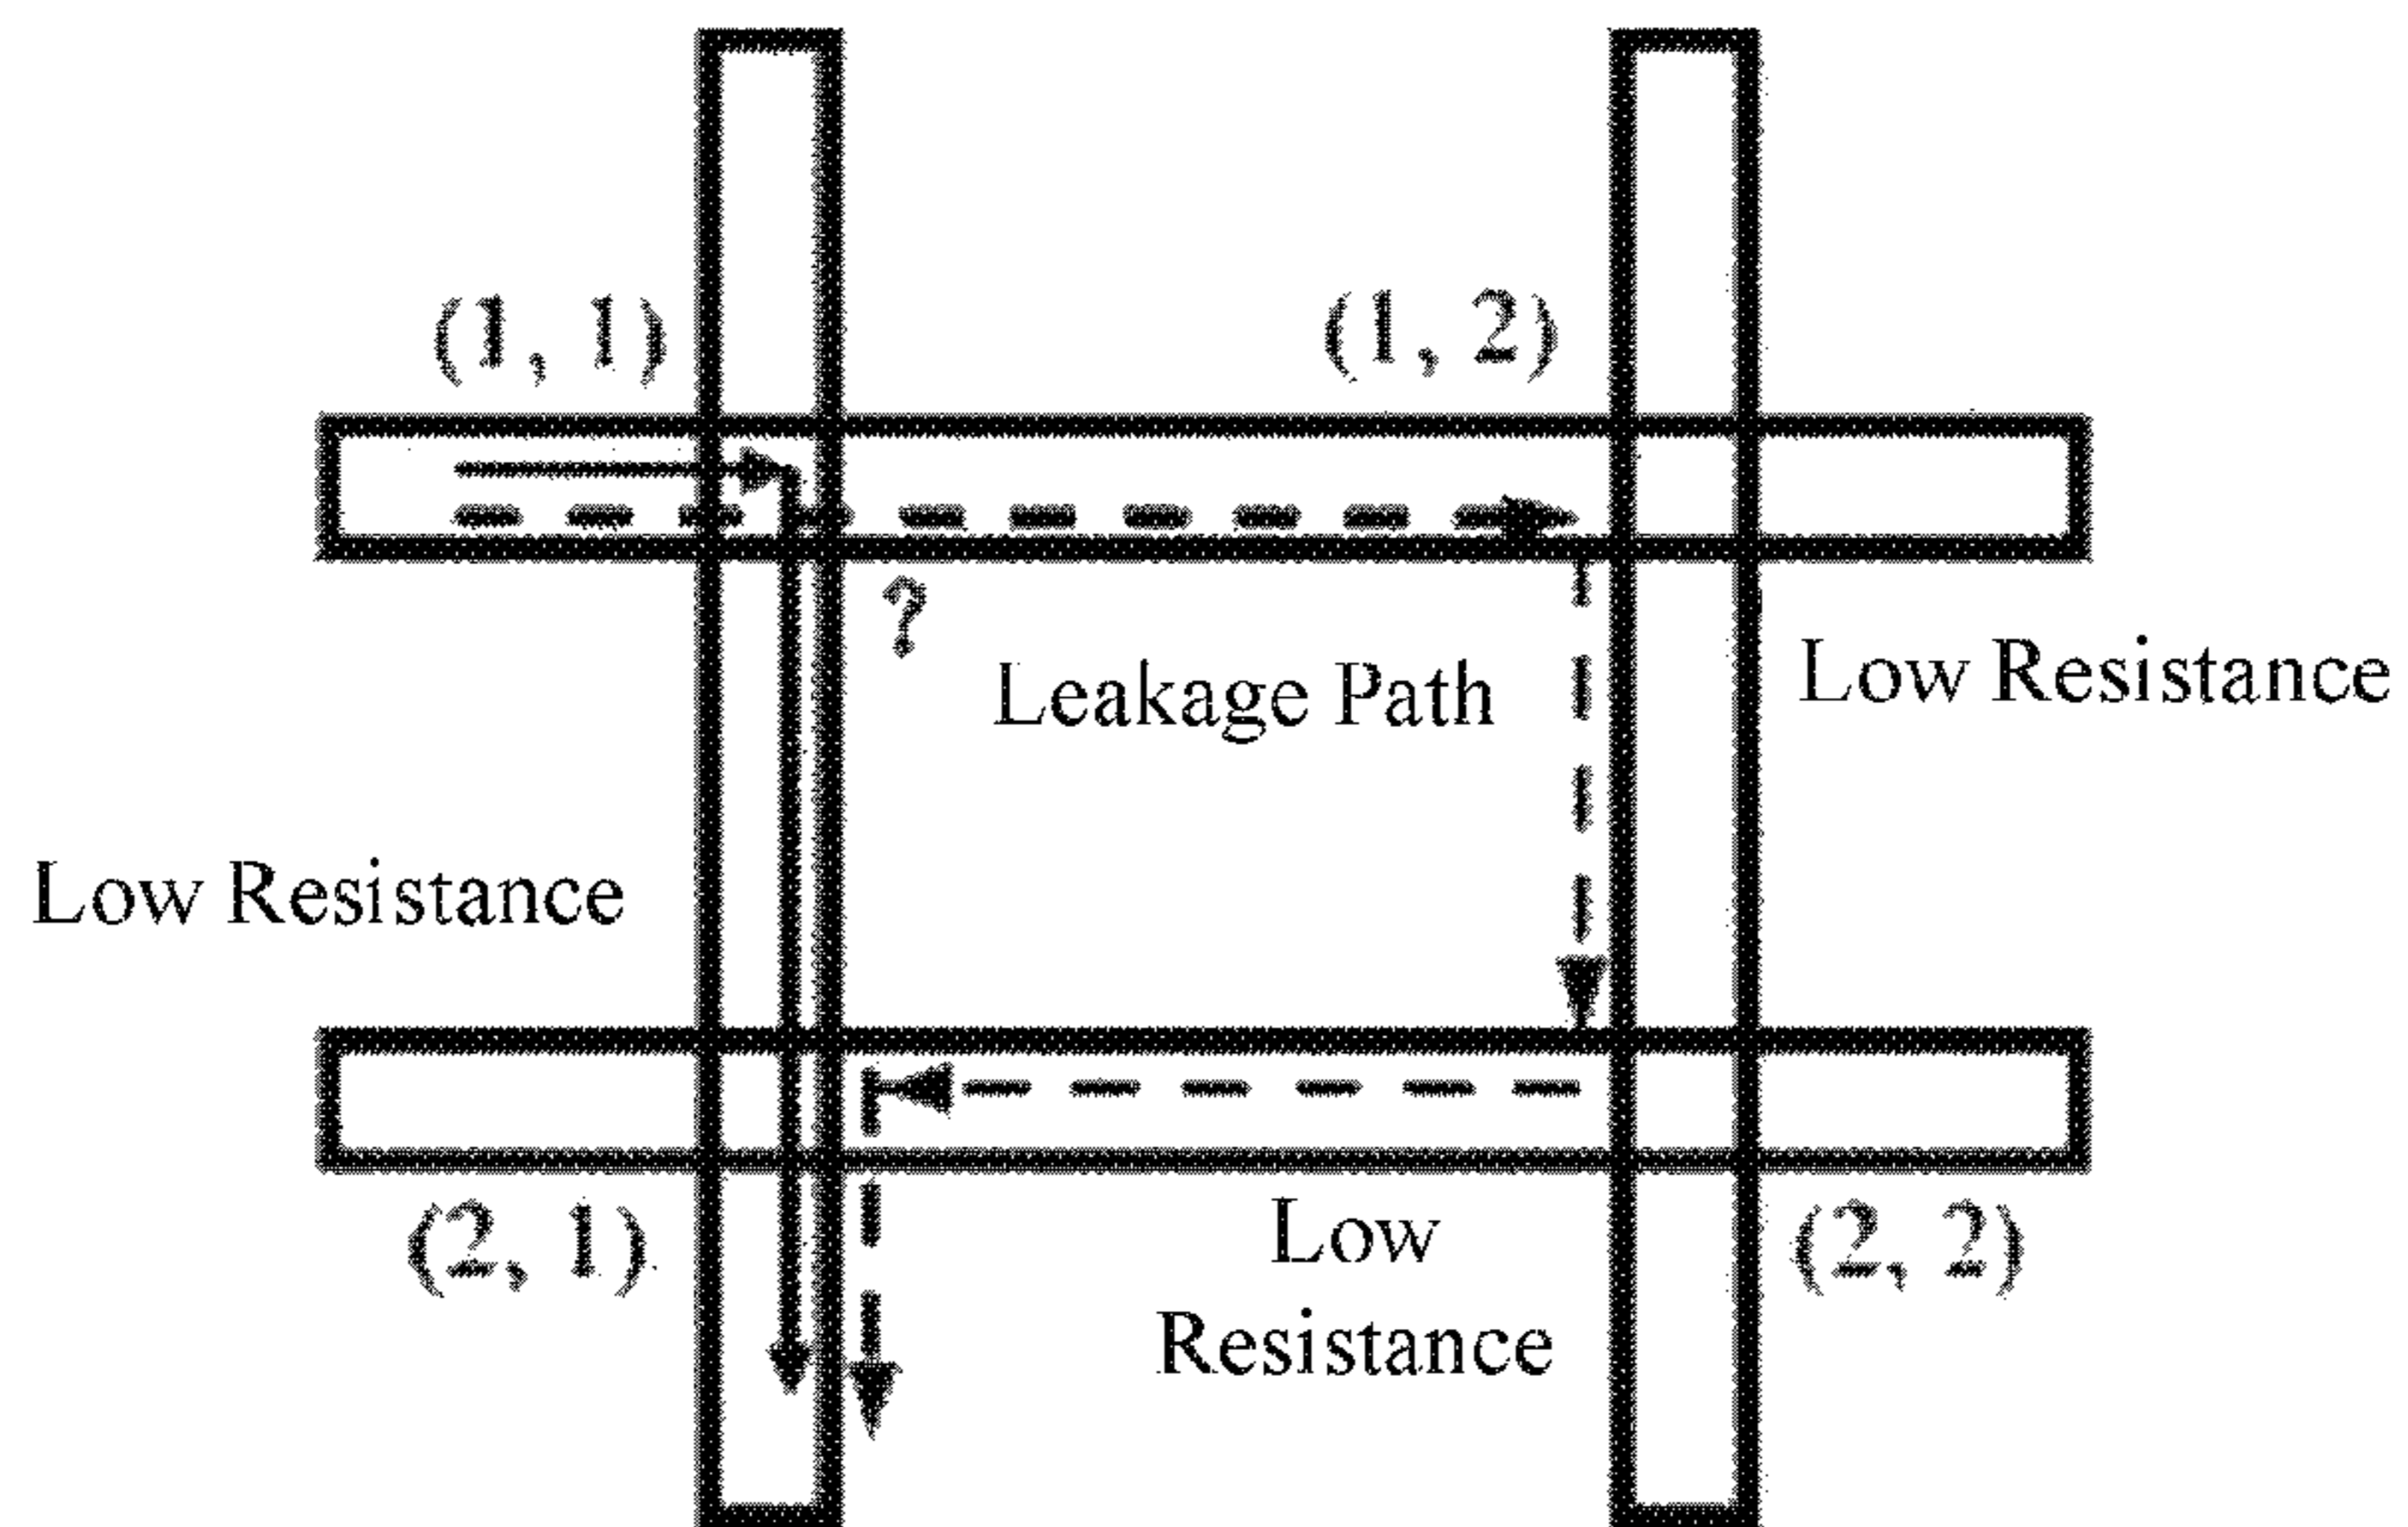 (1, 1)
(1, 2)
?
Leakage Path
Low Resistance
Low Resistance
(2, 1)
Low
Resistance
(2, 2)